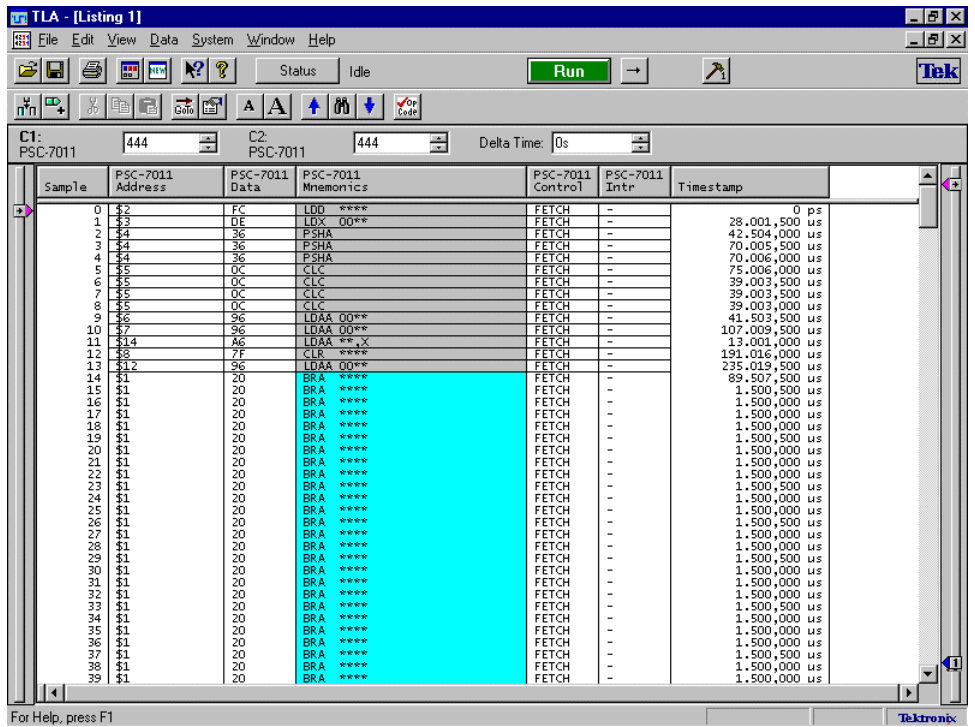 TLA - [Listing 1]
File Edit View Data System Window Help
NEW Status Idle Run Tek
Goto A A Op Code
C1: 444 C2: 444 Delta Time: 0s
PSC-7011 PSC-7011
PSC-7011 PSC-7011 PSC-7011 PSC-7011 PSC-7011
Sample Address Data Mnemonics Control Intr Timestamp
0 $2 FC LDD **** FETCH - 0 ps
1 $3 DE LDX 00** FETCH - 28.001,500 us
2 $4 36 PSHA FETCH - 42.504,000 us
3 $4 36 PSHA FETCH - 70.005,500 us
4 $4 36 PSHA FETCH - 70.006,000 us
5 $5 0C CLC FETCH - 75.006,000 us
6 $5 0C CLC FETCH - 39.003,500 us
7 $5 0C CLC FETCH - 39.003,500 us
8 $5 0C CLC FETCH - 39.003,000 us
9 $6 96 LDAA 00** FETCH - 41.503,500 us
10 $7 96 LDAA 00** FETCH - 107.009,500 us
11 $14 A6 LDAA **,X FETCH - 13.001,000 us
12 $8 7F CLR **** FETCH - 191.016,000 us
13 $12 96 LDAA 00** FETCH - 235.019,500 us
14 $1 20 BRA **** FETCH - 89.507,500 us
15 $1 20 BRA **** FETCH - 1.500,500 us
16 $1 20 BRA **** FETCH - 1.500,000 us
17 $1 20 BRA **** FETCH - 1.500,000 us
18 $1 20 BRA **** FETCH - 1.500,000 us
19 $1 20 BRA **** FETCH - 1.500,500 us
20 $1 20 BRA **** FETCH - 1.500,000 us
21 $1 20 BRA **** FETCH - 1.500,000 us
22 $1 20 BRA **** FETCH - 1.500,000 us
23 $1 20 BRA **** FETCH - 1.500,500 us
24 $1 20 BRA **** FETCH - 1.500,000 us
25 $1 20 BRA **** FETCH - 1.500,000 us
26 $1 20 BRA **** FETCH - 1.500,500 us
27 $1 20 BRA **** FETCH - 1.500,000 us
28 $1 20 BRA **** FETCH - 1.500,000 us
29 $1 20 BRA **** FETCH - 1.500,500 us
30 $1 20 BRA **** FETCH - 1.500,000 us
31 $1 20 BRA **** FETCH - 1.500,000 us
32 $1 20 BRA **** FETCH - 1.500,000 us
33 $1 20 BRA **** FETCH - 1.500,500 us
34 $1 20 BRA **** FETCH - 1.500,000 us
35 $1 20 BRA **** FETCH - 1.500,000 us
36 $1 20 BRA **** FETCH - 1.500,000 us
37 $1 20 BRA **** FETCH - 1.500,500 us
38 $1 20 BRA **** FETCH - 1.500,000 us
39 $1 20 BRA **** FETCH - 1.500,000 us
1
For Help, press F1 Tektronix